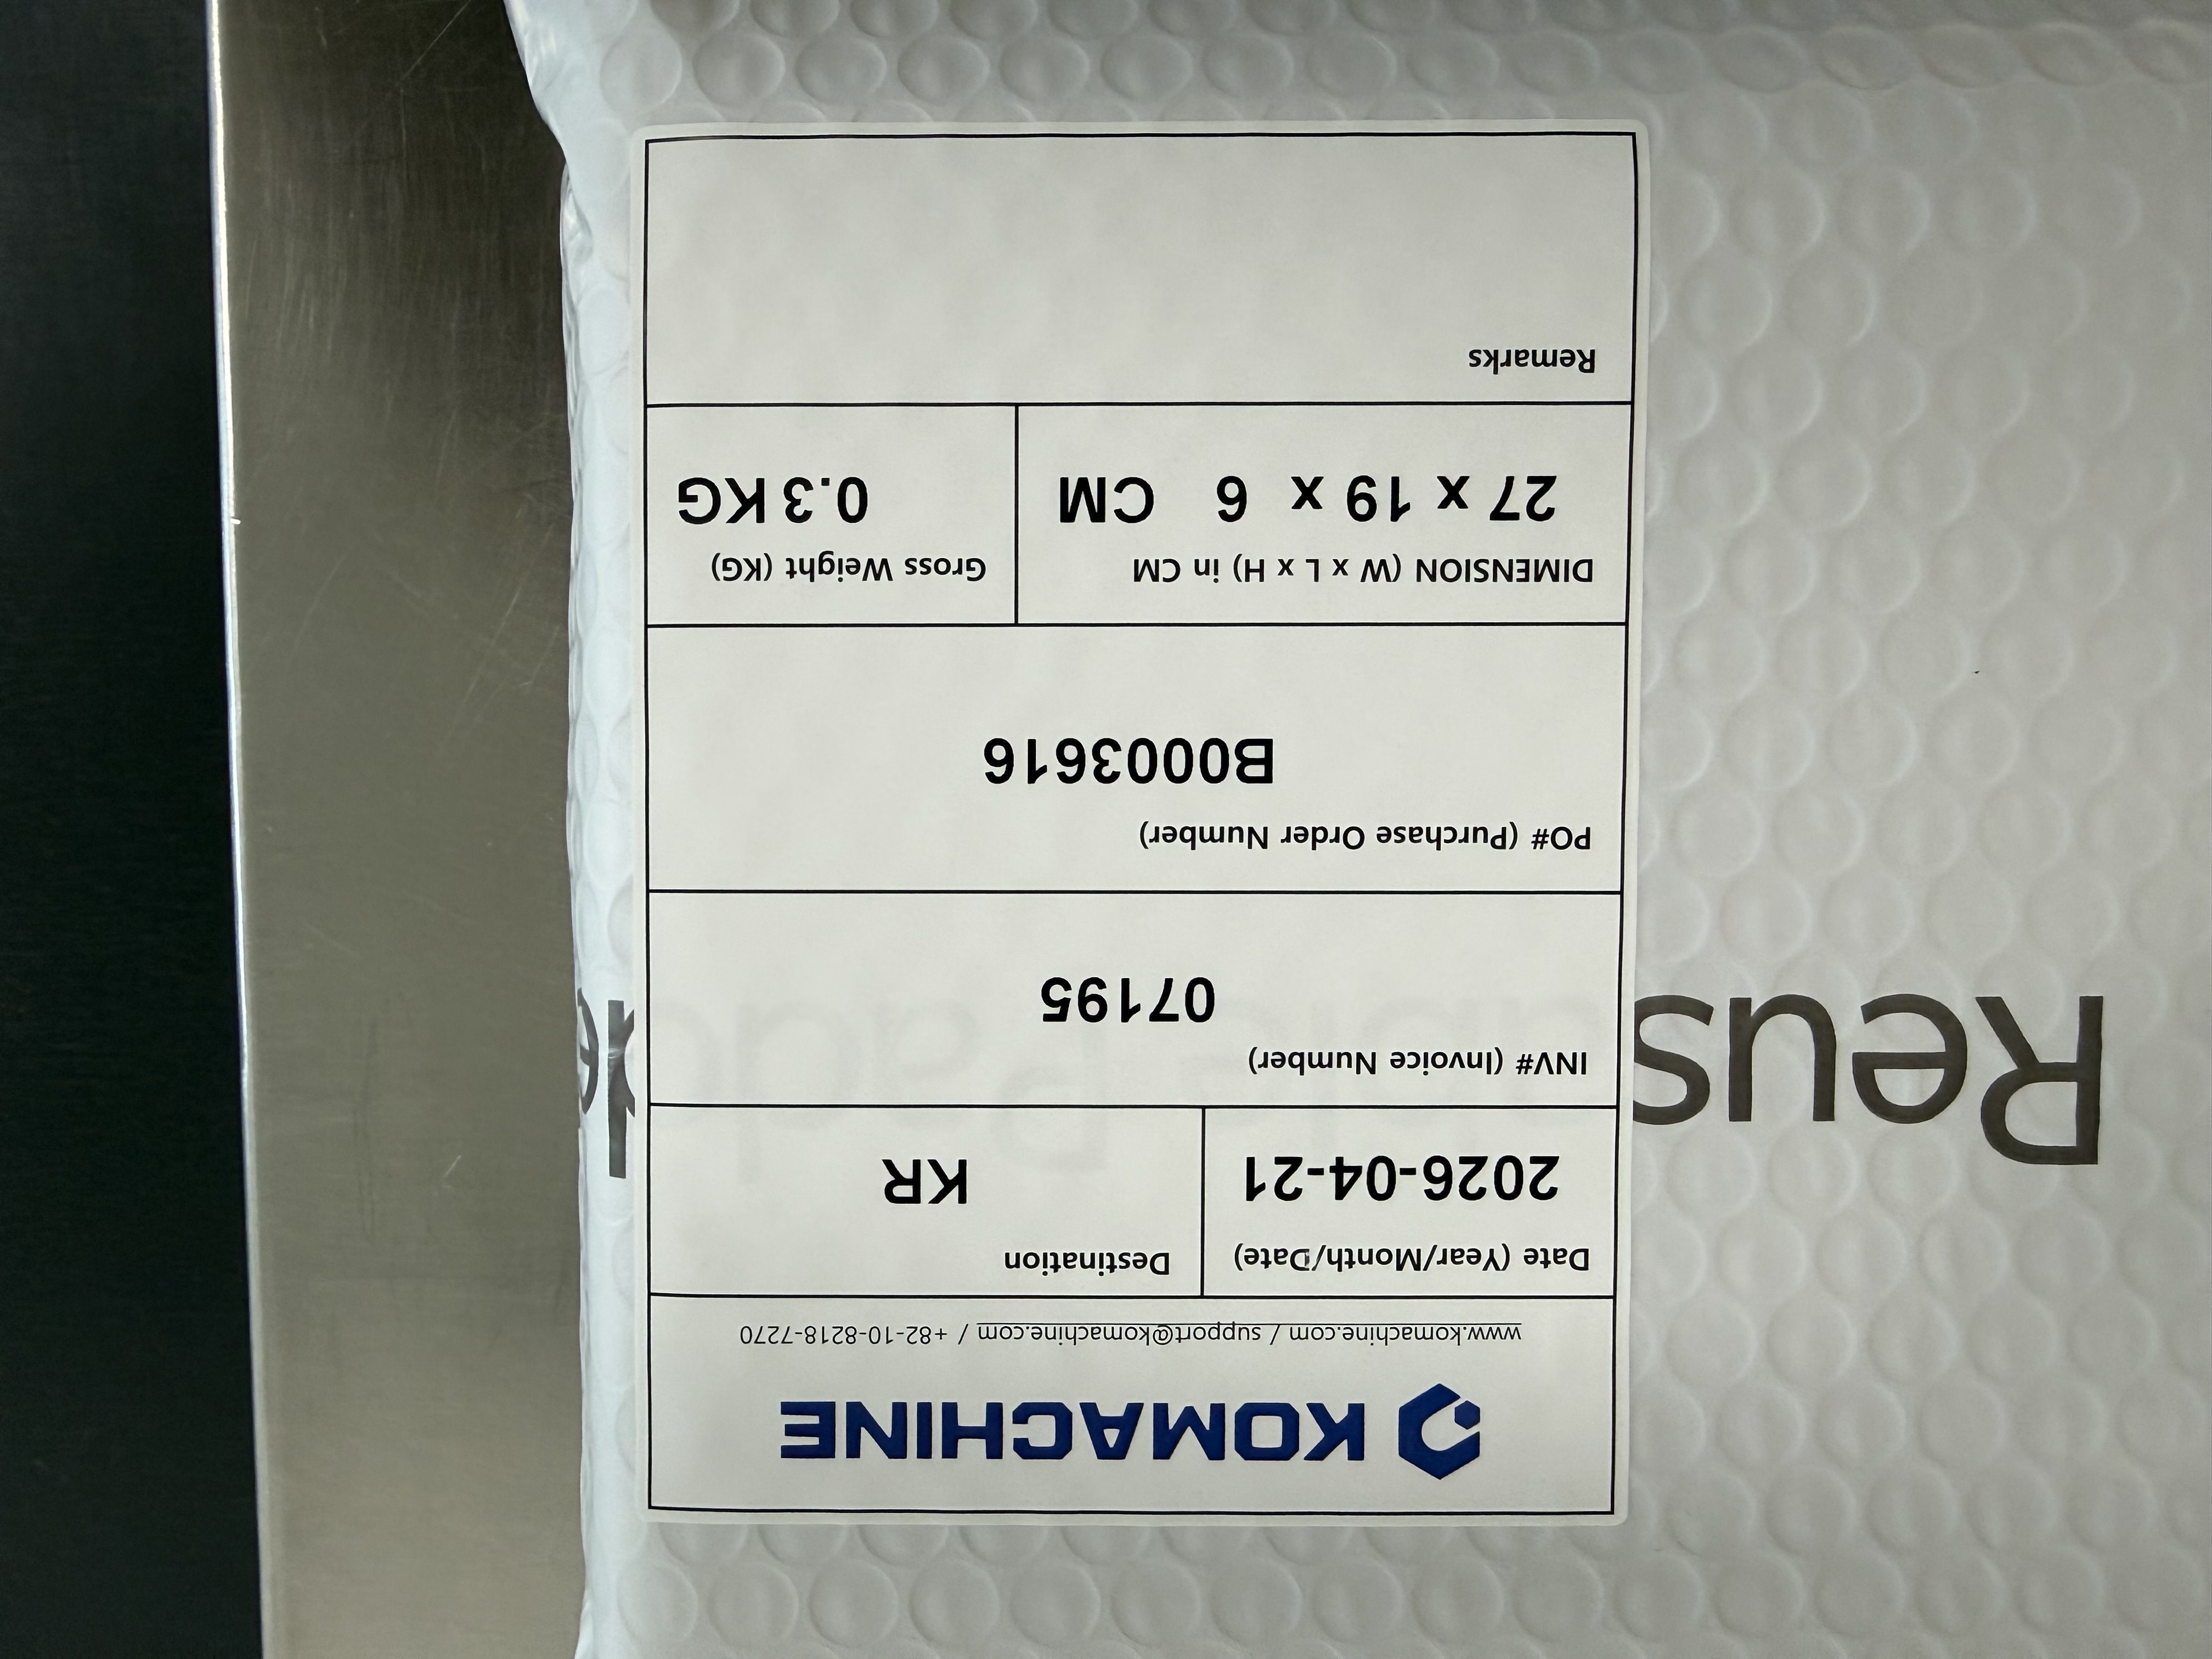 KOMACHINE
www.komachine.com / support@komachine.com / +82-10-8218-7270
Date (Year/Month/Date)
2026-04-21
Destination
KR
INV# (Invoice Number)
07195
PO# (Purchase Order Number)
B0003616
DIMENSION (W x L x H) in CM
27 x 19 x 6 CM
Gross Weight (KG)
0.3 KG
Remarks